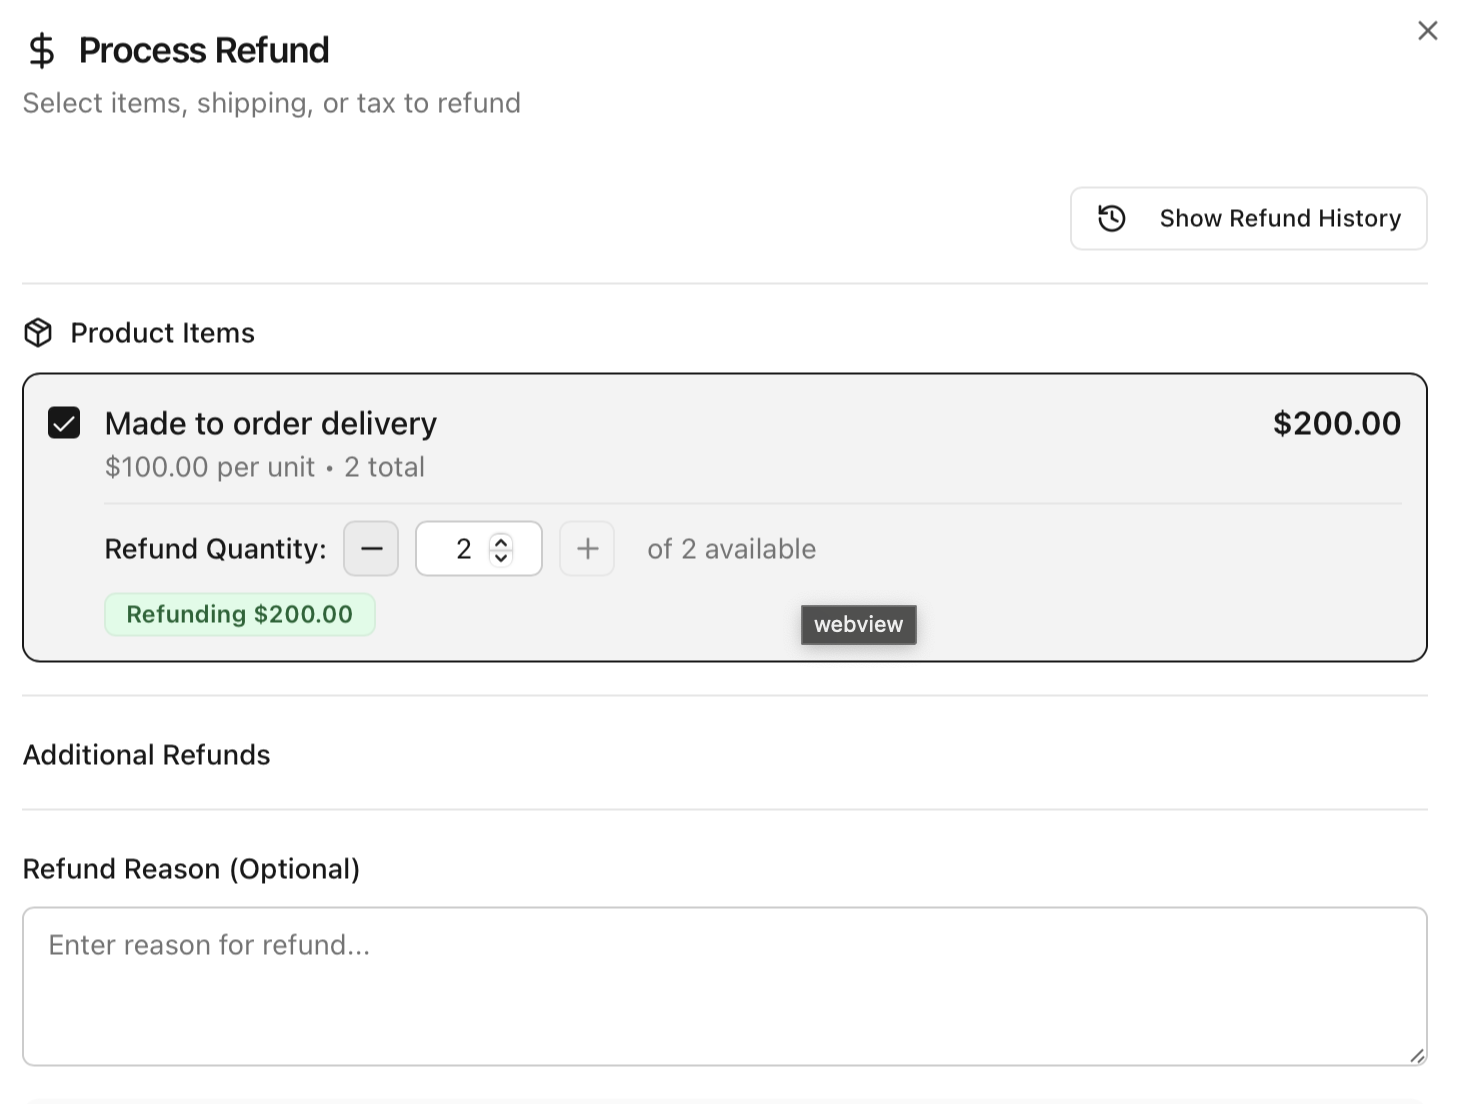 $ Process Refund
Select items, shipping, or tax to refund
Show Refund History
Product Items
Made to order delivery $200.00
$100.00 per unit • 2 total
Refund Quantity: − 2 + of 2 available
Refunding $200.00
webview
Additional Refunds
Refund Reason (Optional)
Enter reason for refund...